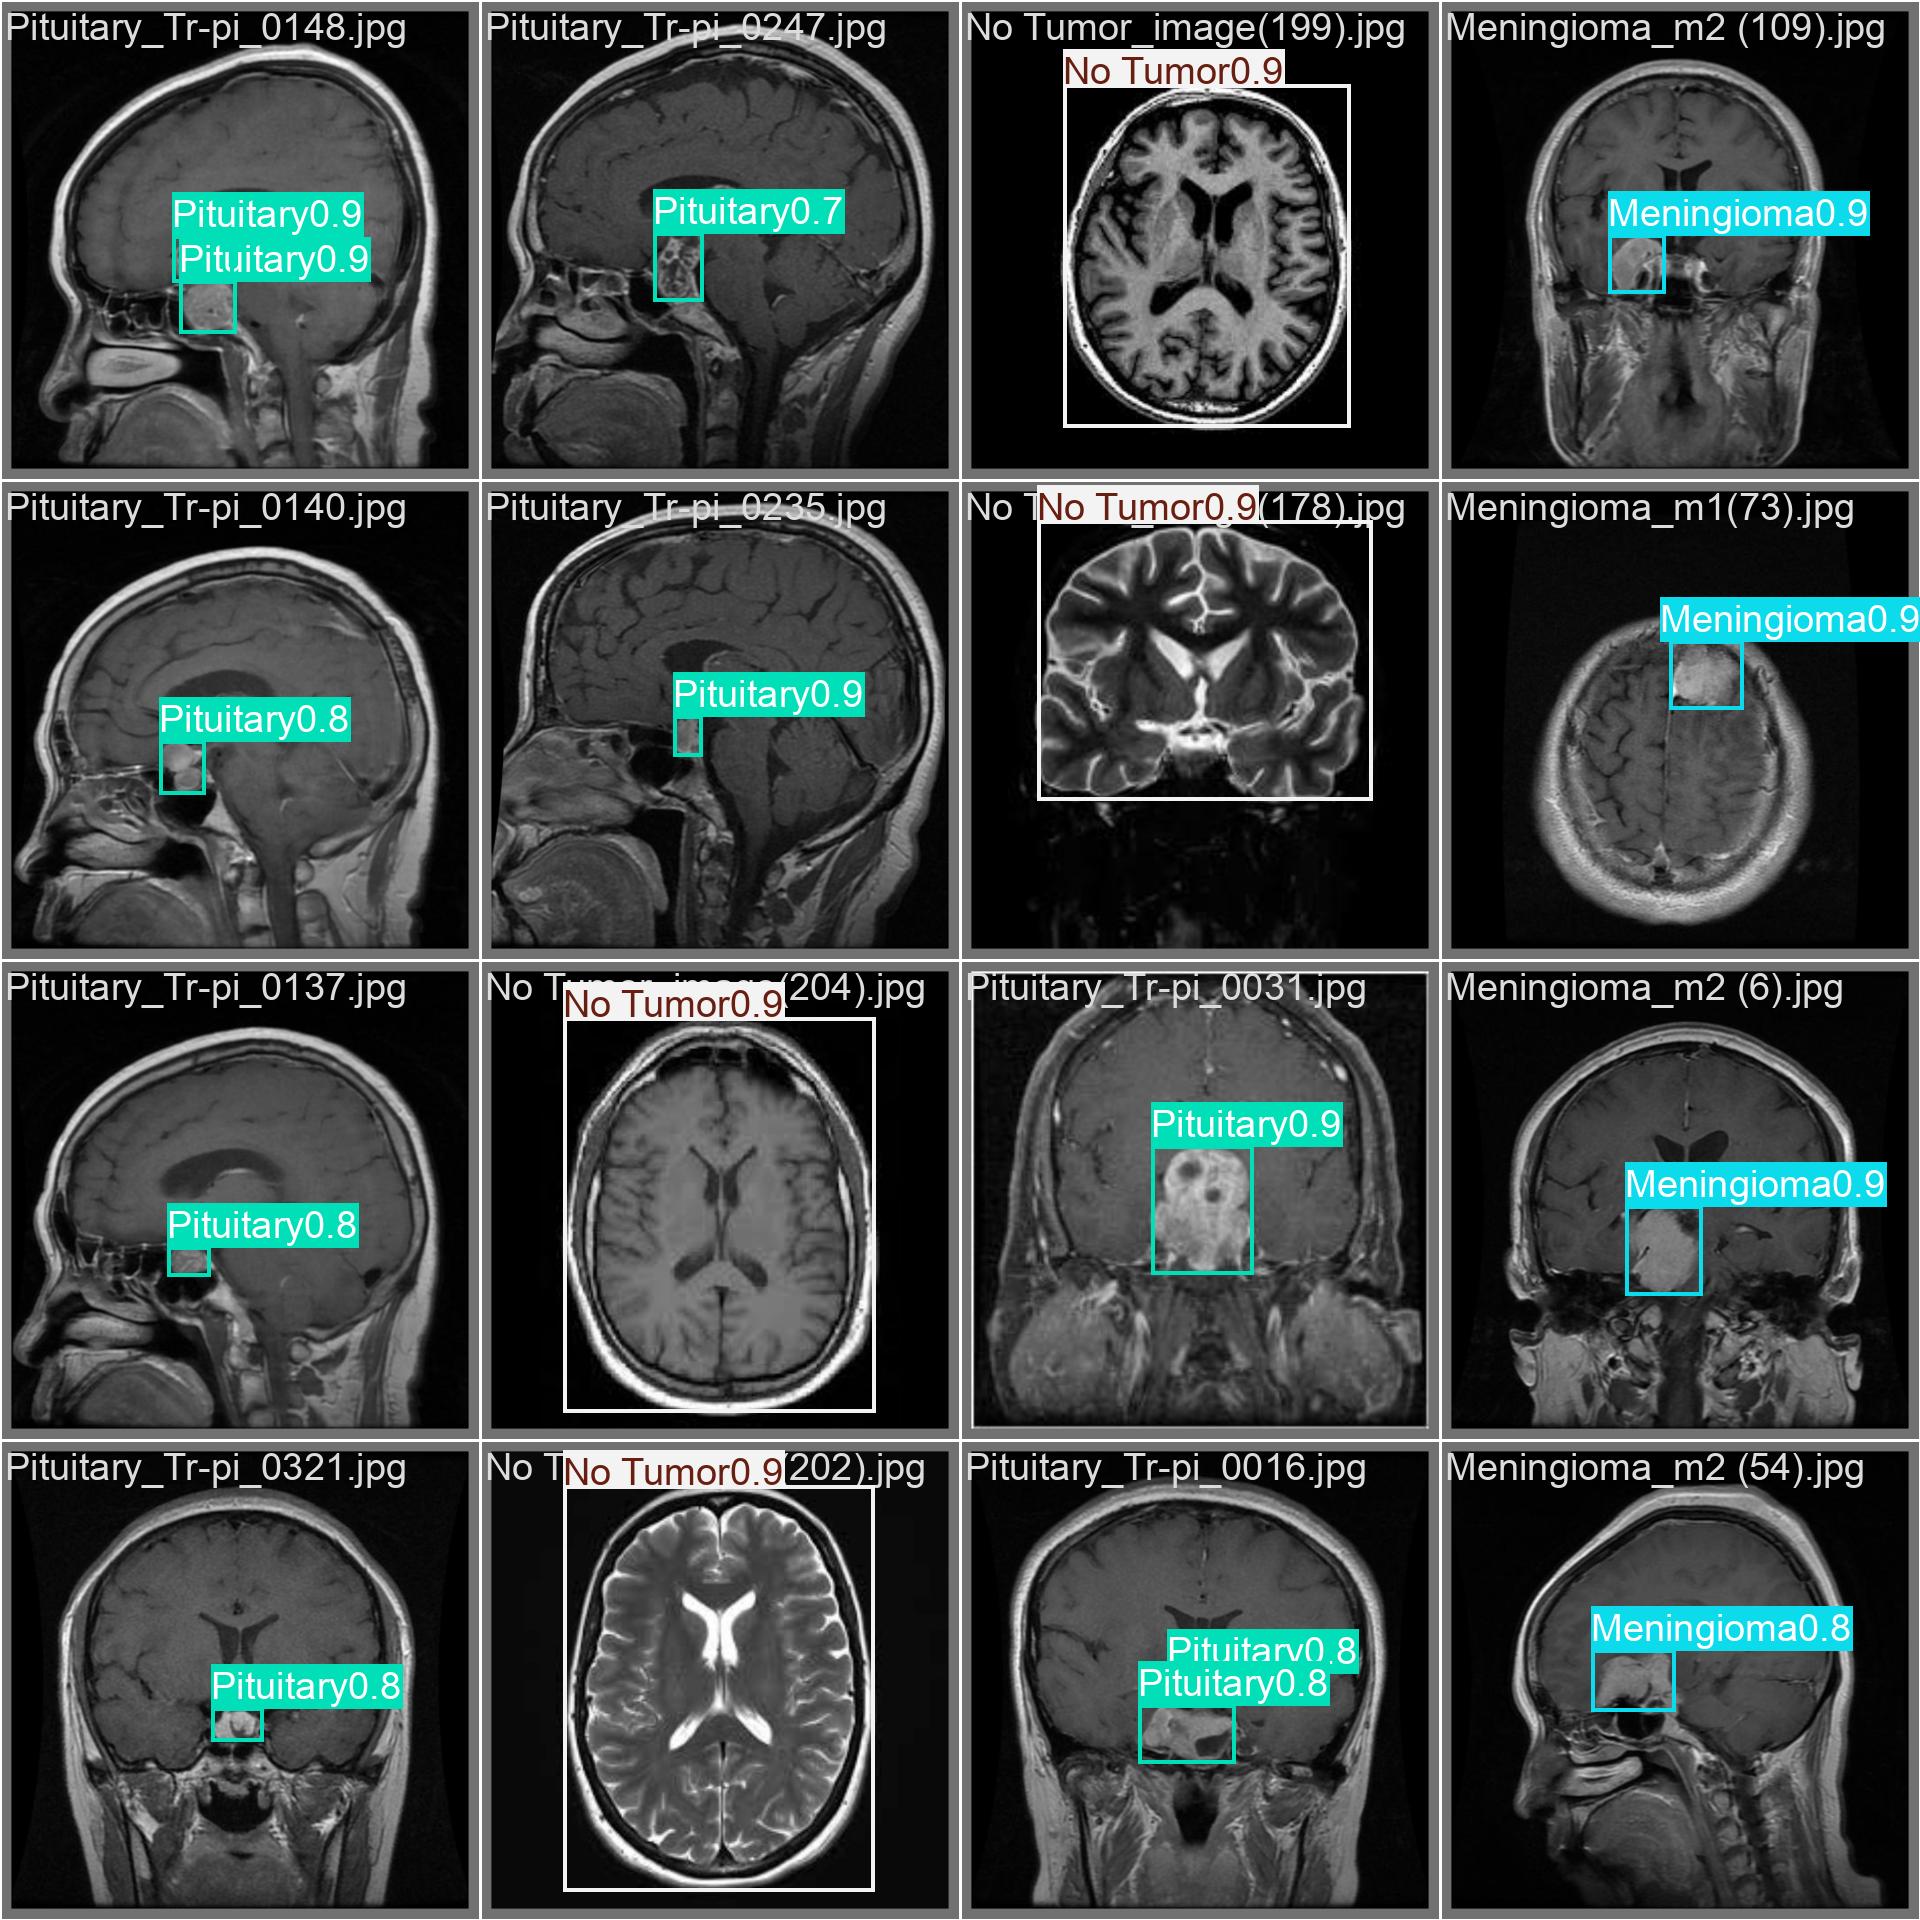 Pituitary_Tr-pi_0148.jpg
Pituitary0.9
Pituitary0.9
Pituitary_Tr-pi_0247.jpg
Pituitary0.7
No Tumor_image(199).jpg
No Tumor0.9
Meningioma_m2 (109).jpg
Meningioma0.9
Pituitary_Tr-pi_0140.jpg
Pituitary0.8
Pituitary_Tr-pi_0235.jpg
Pituitary0.9
No (178).jpg
No Tumor0.9
Meningioma_m1(73).jpg
Meningioma0.9
Pituitary_Tr-pi_0137.jpg
Pituitary0.8
No Tumor_image(204).jpg
No Tumor0.9
Pituitary_Tr-pi_0031.jpg
Pituitary0.9
Meningioma_m2 (6).jpg
Meningioma0.9
Pituitary_Tr-pi_0321.jpg
Pituitary0.8
No (202).jpg
No Tumor0.9
Pituitary_Tr-pi_0016.jpg
Pituitary0.8
Pituitary0.8
Meningioma_m2 (54).jpg
Meningioma0.8